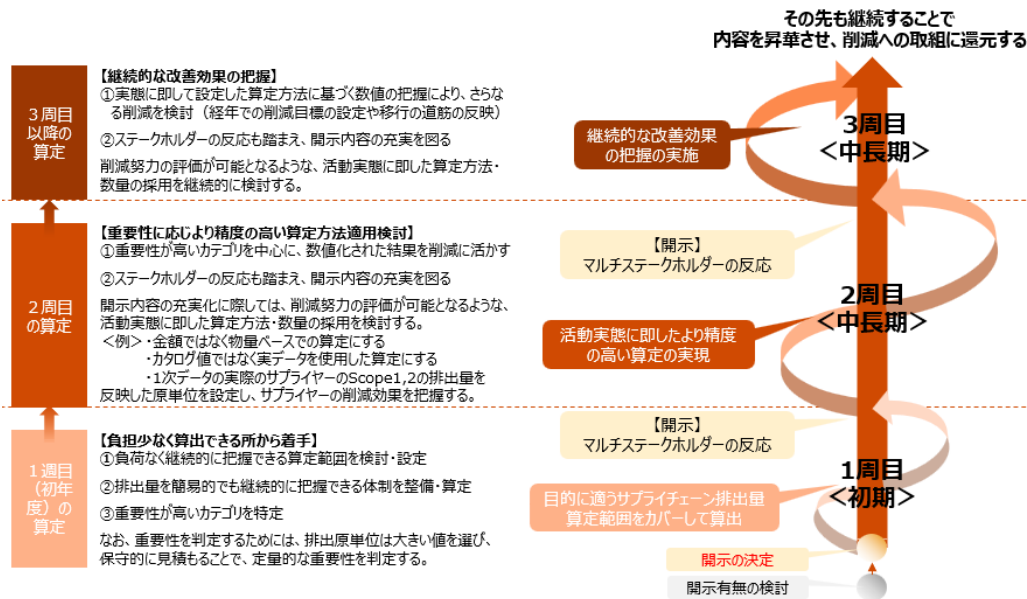 その先も継続することで
内容を昇華させ、削減への取組に還元する
3周目
以降の
算定
【継続的な改善効果の把握】
①実態に即して設定した算定方法に基づく数値の把握により、さらな
る削減を検討（経年での削減目標の設定や移行の道筋の反映）
②ステークホルダーの反応も踏まえ、開示内容の充実を図る
削減努力の評価が可能となるような、活動実態に即した算定方法・
数量の採用を継続的に検討する。
継続的な改善効果
の把握の実施
3周目
＜中長期＞
2周目
の算定
【重要性に応じより精度の高い算定方法適用検討】
①重要性が高いカテゴリを中心に、数値化された結果を削減に活かす
②ステークホルダーの反応も踏まえ、開示内容の充実を図る
開示内容の充実化に際しては、削減努力の評価が可能となるような、
活動実態に即した算定方法・数量の採用を検討する。
＜例＞・金額ではなく物量ベースでの算定にする
・カタログ値ではなく実データを使用した算定にする
・1次データの実際のサプライヤーのScope1,2の排出量を
反映した原単位を設定し、サプライヤーの削減効果を把握する。
【開示】
マルチステークホルダーの反応
2周目
＜中長期＞
活動実態に即したより精度
の高い算定の実現
1週目
（初年
度）の
算定
【負担少なく算出できる所から着手】
①負荷なく継続的に把握できる算定範囲を検討・設定
②排出量を簡易的でも継続的に把握できる体制を整備・算定
③重要性が高いカテゴリを特定
なお、重要性を判定するためには、排出原単位は大きい値を選び、
保守的に見積もることで、定量的な重要性を判定する。
【開示】
マルチステークホルダーの反応
1周目
＜初期＞
目的に適うサプライチェーン排出量
算定範囲をカバーして算出
開示の決定
開示有無の検討